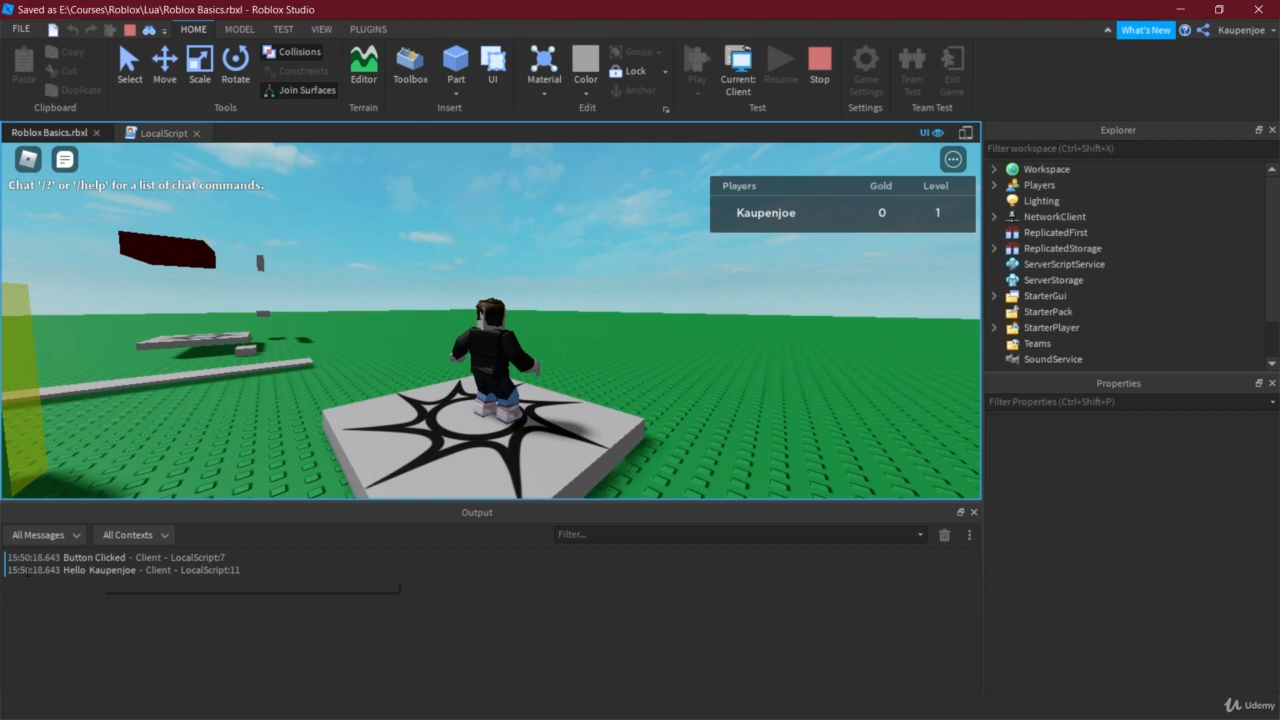 Saved as E:\Courses\Roblox\Lua\Roblox Basics.rbxl - Roblox Studio
FILE HOME MODEL TEST VIEW PLUGINS What's New Kaupenjoe
Paste Copy Cut Duplicate Select Move Scale Rotate Collisions Constraints Join Surfaces Editor Toolbox Part UI Material Color Group Lock Anchor Play Current: Client Resume Stop Game Settings Team Test Exit Game
Clipboard Tools Terrain Insert Edit Test Settings Team Test
Roblox Basics.rbxl LocalScript UI
Chat '/?' or '/help' for a list of chat commands.
Players Gold Level
Kaupenjoe 0 1
Explorer
Filter workspace (Ctrl+Shift+X)
Workspace
Players
Lighting
NetworkClient
ReplicatedFirst
ReplicatedStorage
ServerScriptService
ServerStorage
StarterGui
StarterPack
StarterPlayer
Teams
SoundService
Properties
Filter Properties (Ctrl+Shift+P)
Output
All Messages All Contexts Filter...
15:50:18.643 Button Clicked - Client - LocalScript:7
15:50:18.643 Hello Kaupenjoe - Client - LocalScript:11
Udemy